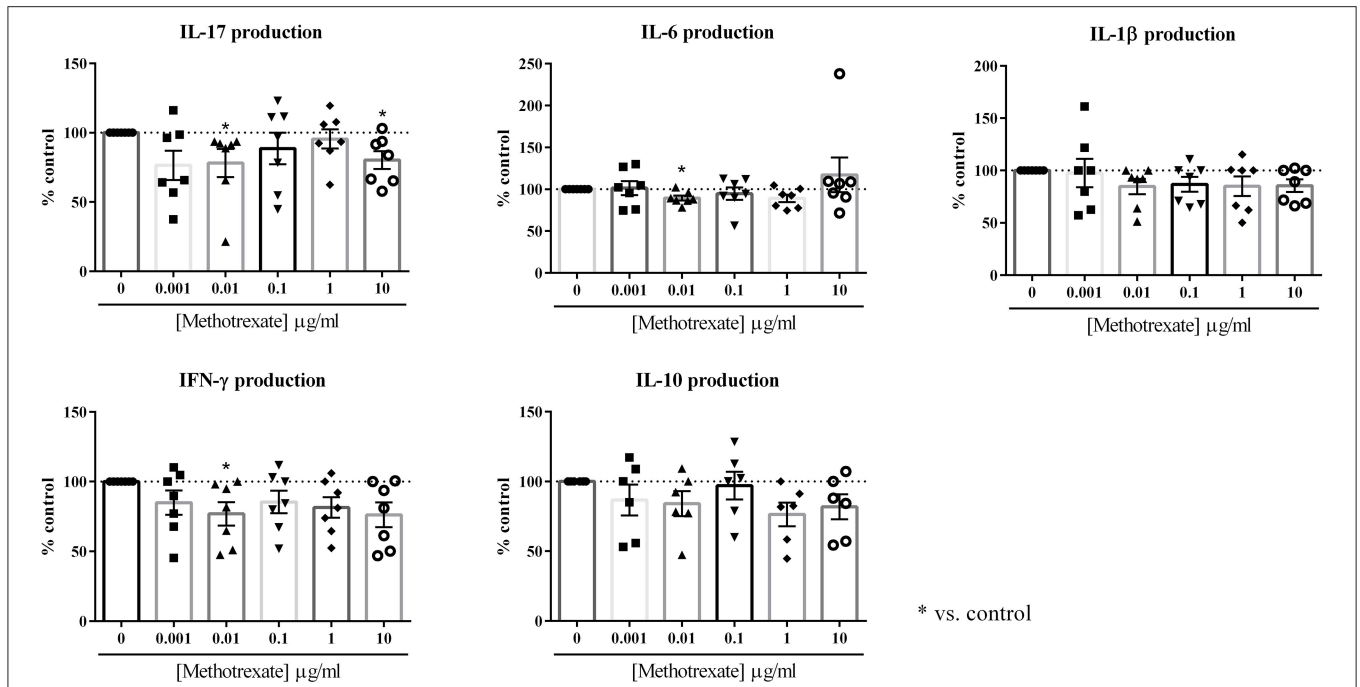 IL-17 production
% control
150
100
50
0
*
*
0 0.001 0.01 0.1 1 10
[Methotrexate] μg/ml
IL-6 production
% control
250
200
150
100
50
0
*
0 0.001 0.01 0.1 1 10
[Methotrexate] μg/ml
IL-1β production
% control
200
150
100
50
0
0 0.001 0.01 0.1 1 10
[Methotrexate] μg/ml
IFN-γ production
% control
150
100
50
0
*
0 0.001 0.01 0.1 1 10
[Methotrexate] μg/ml
IL-10 production
% control
150
100
50
0
0 0.001 0.01 0.1 1 10
[Methotrexate] μg/ml
* vs. control